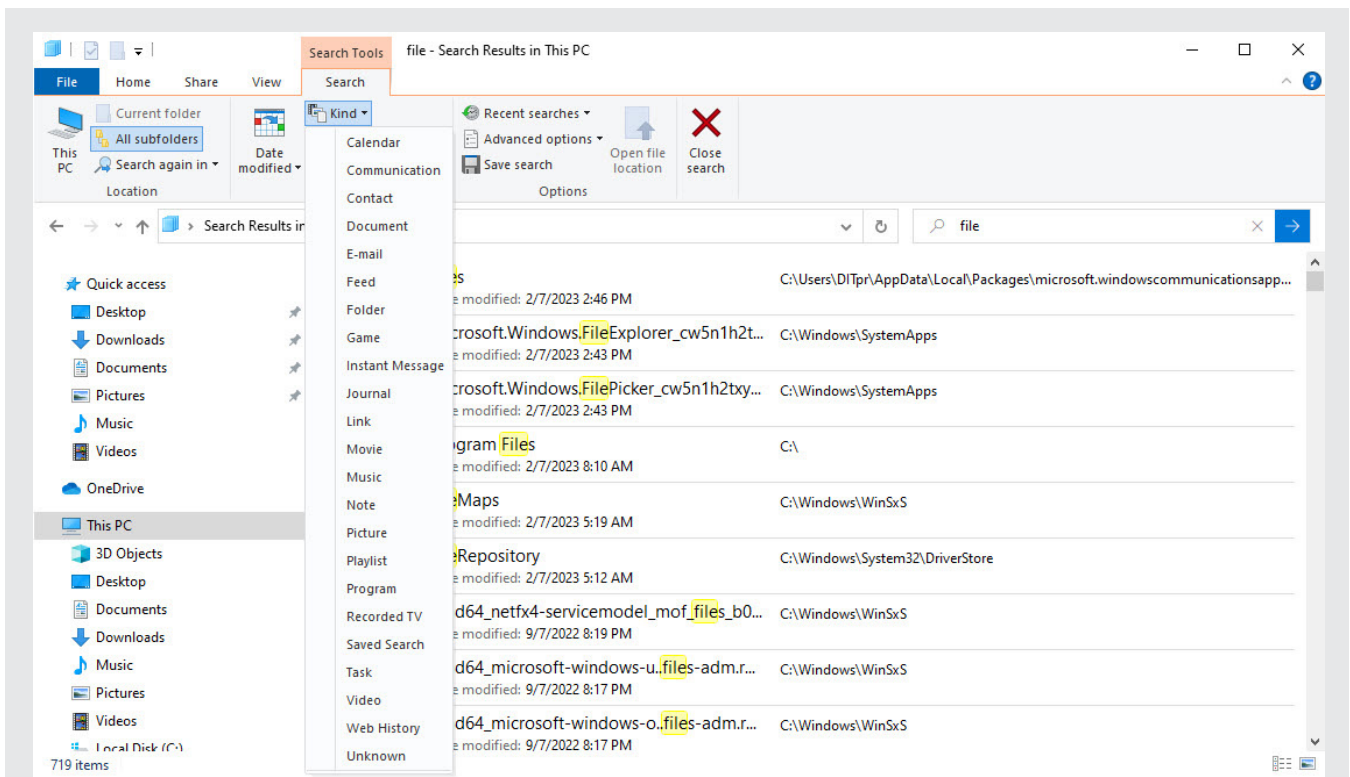 Search Tools file - Search Results in This PC
File Home Share View Search
This PC
Current folder
All subfolders
Search again in
Location
Date modified
Kind
Recent searches
Advanced options
Save search
Open file location
Close search
Options
Calendar
Communication
Contact
Document
E-mail
Feed
Folder
Game
Instant Message
Journal
Link
Movie
Music
Note
Picture
Playlist
Program
Recorded TV
Saved Search
Task
Video
Web History
Unknown
Search Results in
file
Quick access
Desktop
Downloads
Documents
Pictures
Music
Videos
OneDrive
This PC
3D Objects
Desktop
Documents
Downloads
Music
Pictures
Videos
Local Disk (C:)
719 items
es C:\Users\DITpr\AppData\Local\Packages\microsoft.windowscommunicationsapp...
e modified: 2/7/2023 2:46 PM
crosoft.Windows.FileExplorer_cw5n1h2t... C:\Windows\SystemApps
e modified: 2/7/2023 2:43 PM
crosoft.Windows.FilePicker_cw5n1h2txy... C:\Windows\SystemApps
e modified: 2/7/2023 2:43 PM
ogram Files C:\
e modified: 2/7/2023 8:10 AM
eMaps C:\Windows\WinSxS
e modified: 2/7/2023 5:19 AM
eRepository C:\Windows\System32\DriverStore
e modified: 2/7/2023 5:12 AM
d64_netfx4-servicemodel_mof_files_b0... C:\Windows\WinSxS
e modified: 9/7/2022 8:19 PM
d64_microsoft-windows-u..files-adm.r... C:\Windows\WinSxS
e modified: 9/7/2022 8:17 PM
d64_microsoft-windows-o..files-adm.r... C:\Windows\WinSxS
e modified: 9/7/2022 8:17 PM